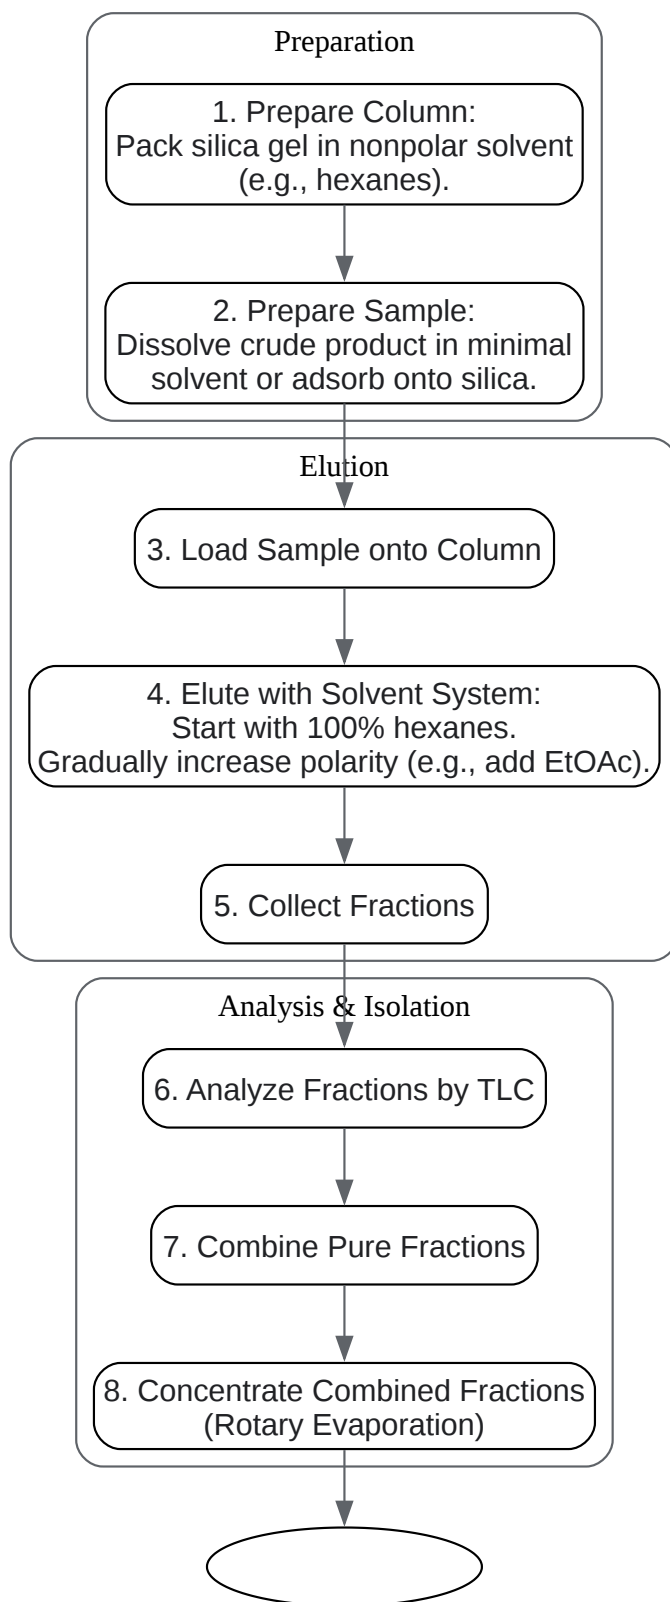 Preparation
1. Prepare Column:
Pack silica gel in nonpolar solvent
(e.g., hexanes).
2. Prepare Sample:
Dissolve crude product in minimal
solvent or adsorb onto silica.
Elution
3. Load Sample onto Column
4. Elute with Solvent System:
Start with 100% hexanes.
Gradually increase polarity (e.g., add EtOAc).
5. Collect Fractions
Analysis & Isolation
6. Analyze Fractions by TLC
7. Combine Pure Fractions
8. Concentrate Combined Fractions
(Rotary Evaporation)